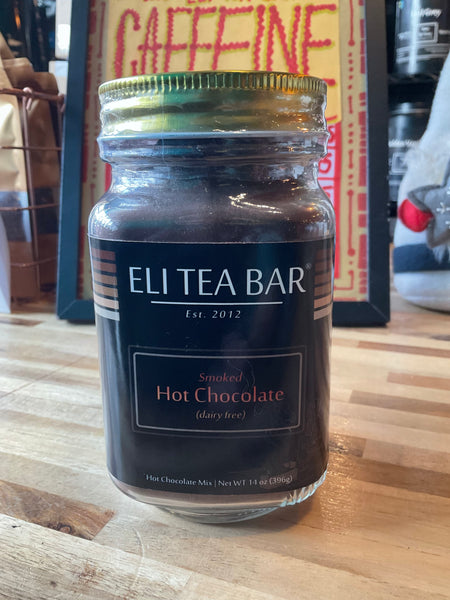 CAFFEINE
ELI TEA BAR®
Est. 2012
Smoked
Hot Chocolate
(dairy free)
Hot Chocolate Mix | Net WT 14 oz (396g)